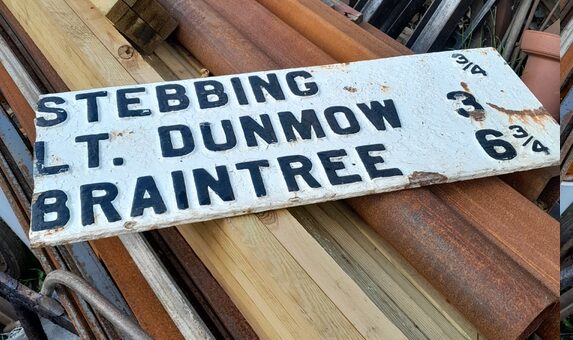 STEBBING 3/4
LT. DUNMOW 3
BRAINTREE 6 3/4